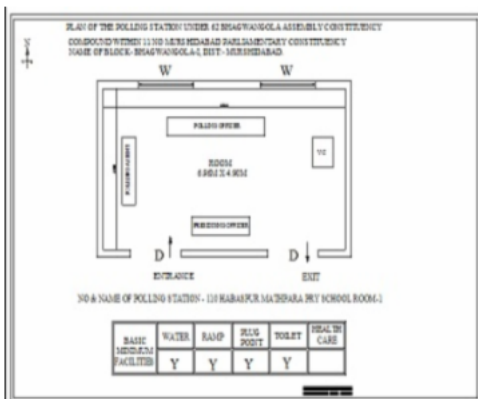 PLAN OF THE POLLING STATION UNDER 62 BHAGWANGOLA ASSEMBLY CONSTITUENCY
COMPOUND WITHIN 11 NO MURSHIDABAD PARLIAMENTARY CONSTITUENCY
NAME OF BLOCK- BHAGWANGOLA-I, DIST- MURSHIDABAD.
W W
POLLING OFFICER
POLLING AGENT
ROOM
V.C
PRESIDING OFFICER
D D
ENTRANCE EXIT
NO & NAME OF POLLING STATION - 110 HABASPUR MATHPARA PRY SCHOOL ROOM-1
BASIC MINIMUM FACILITIES WATER RAMP PLUG POINT TOILET HEALTH CARE
Y Y Y Y